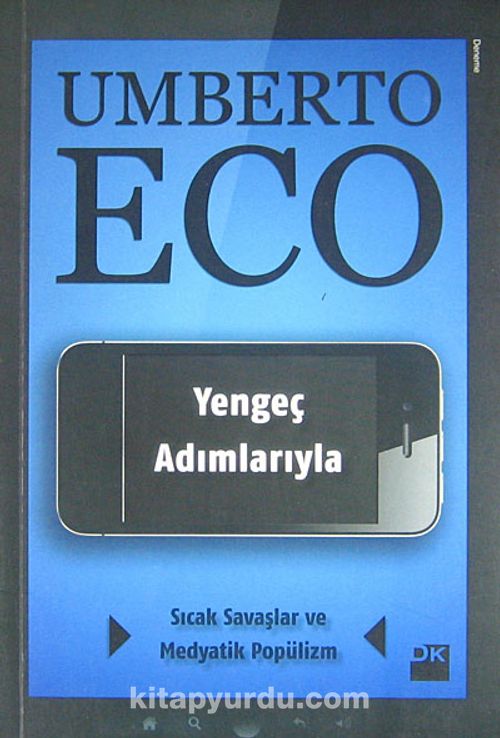 Deneme
UMBERTO
ECO
Yengeç
Adımlarıyla
Sıcak Savaşlar ve
Medyatik Popülizm
DK
kitapyurdu.com